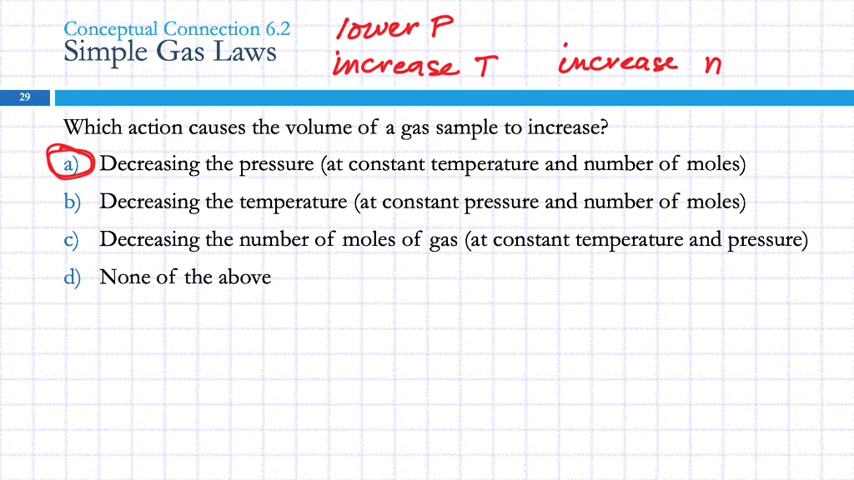 Conceptual Connection 6.2
lower P
Simple Gas Laws
increase T increase n
29
Which action causes the volume of a gas sample to increase?
a) Decreasing the pressure (at constant temperature and number of moles)
b) Decreasing the temperature (at constant pressure and number of moles)
c) Decreasing the number of moles of gas (at constant temperature and pressure)
d) None of the above